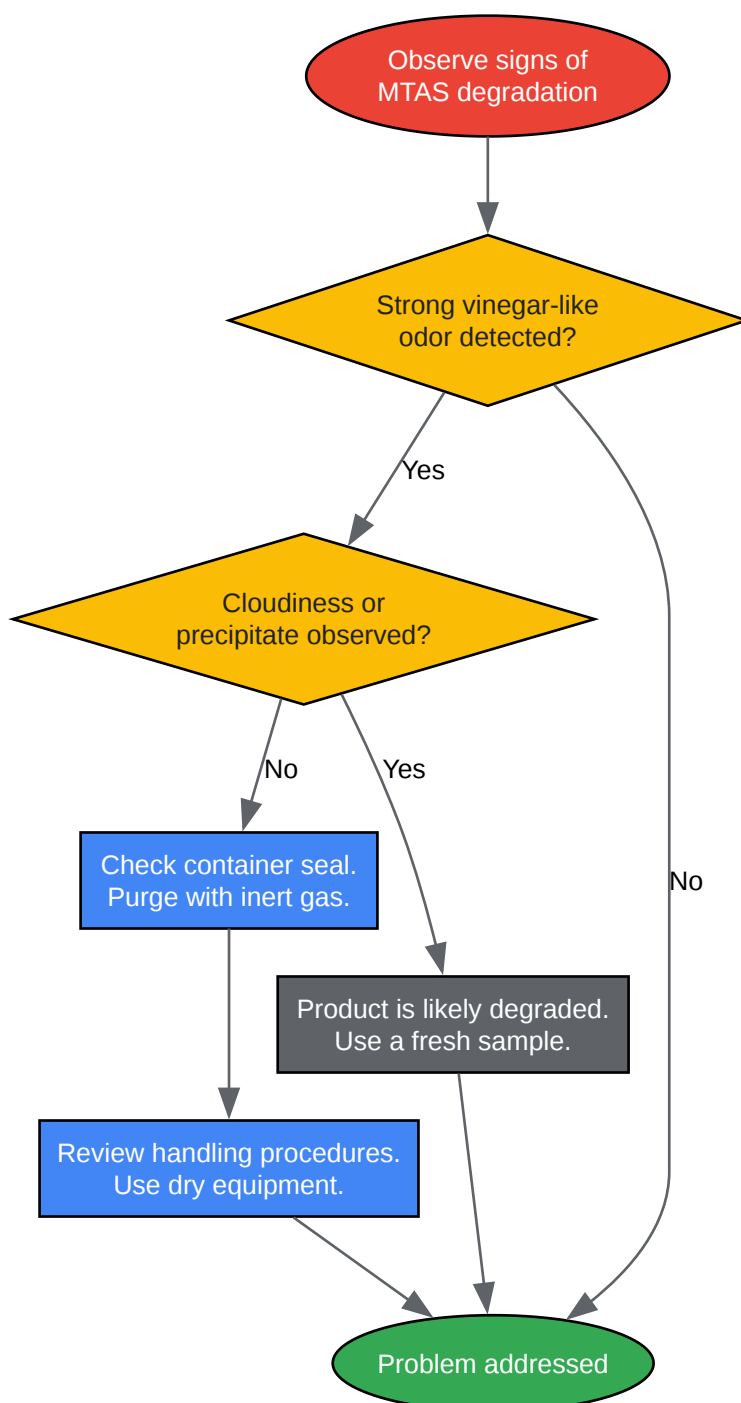 Observe signs of
MTAS degradation
Strong vinegar-like
odor detected?
Yes
Cloudiness or
precipitate observed?
No
Yes
Check container seal.
Purge with inert gas.
No
Product is likely degraded.
Use a fresh sample.
Review handling procedures.
Use dry equipment.
Problem addressed